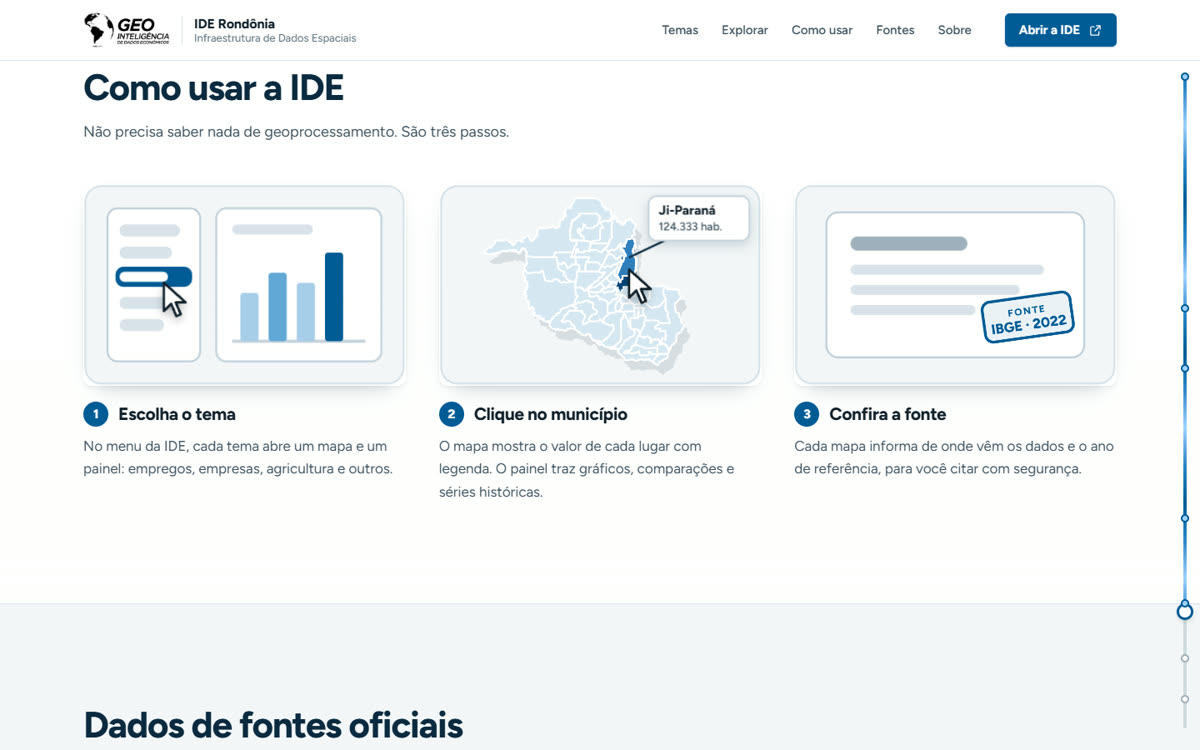 GEO
INTELIGÊNCIA
DE DADOS ECONÔMICOS
IDE Rondônia
Infraestrutura de Dados Espaciais
Temas
Explorar
Como usar
Fontes
Sobre
Abrir a IDE
Como usar a IDE
Não precisa saber nada de geoprocessamento. São três passos.
Ji-Paraná
124.333 hab.
FONTE
IBGE · 2022
1 Escolha o tema
No menu da IDE, cada tema abre um mapa e um
painel: empregos, empresas, agricultura e outros.
2 Clique no município
O mapa mostra o valor de cada lugar com
legenda. O painel traz gráficos, comparações e
séries históricas.
3 Confira a fonte
Cada mapa informa de onde vêm os dados e o ano
de referência, para você citar com segurança.
Dados de fontes oficiais